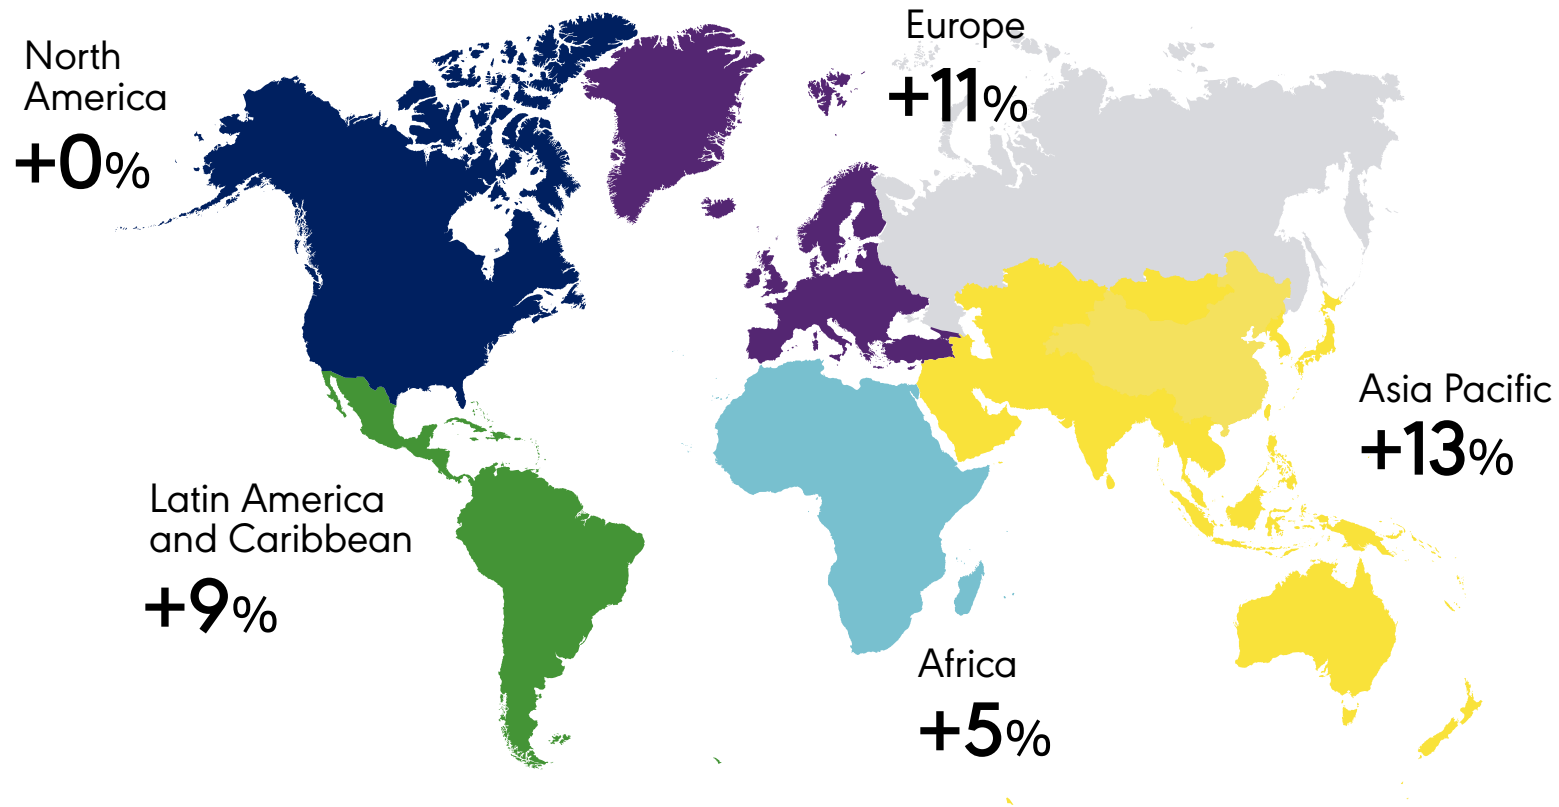 North
America
+0%
Europe
+11%
Asia Pacific
+13%
Latin America
and Caribbean
+9%
Africa
+5%